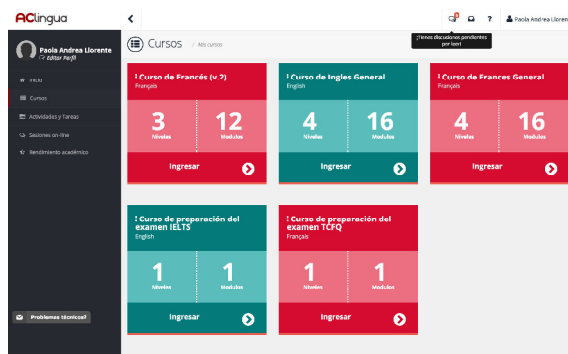 AClingua
Paola Andrea Llorente
Editar Perfil
Inicio
Cursos
Actividades y Tareas
Sesiones on-line
Rendimiento académico
Problemas técnicos?
? Paola Andrea Lloren
¡Tienes discusiones pendientes
por leer!
Cursos / Mis cursos
! Curso de Francés (v.2)
Français
3 12
Niveles Modulos
Ingresar
! Curso de Ingles General
English
4 16
Niveles Modulos
Ingresar
! Curso de Frances General
Français
4 16
Niveles Modulos
Ingresar
! Curso de preparación del
examen IELTS
English
1 1
Niveles Modulos
Ingresar
! Curso de preparación del
examen TCFQ
Français
1 1
Niveles Modulos
Ingresar